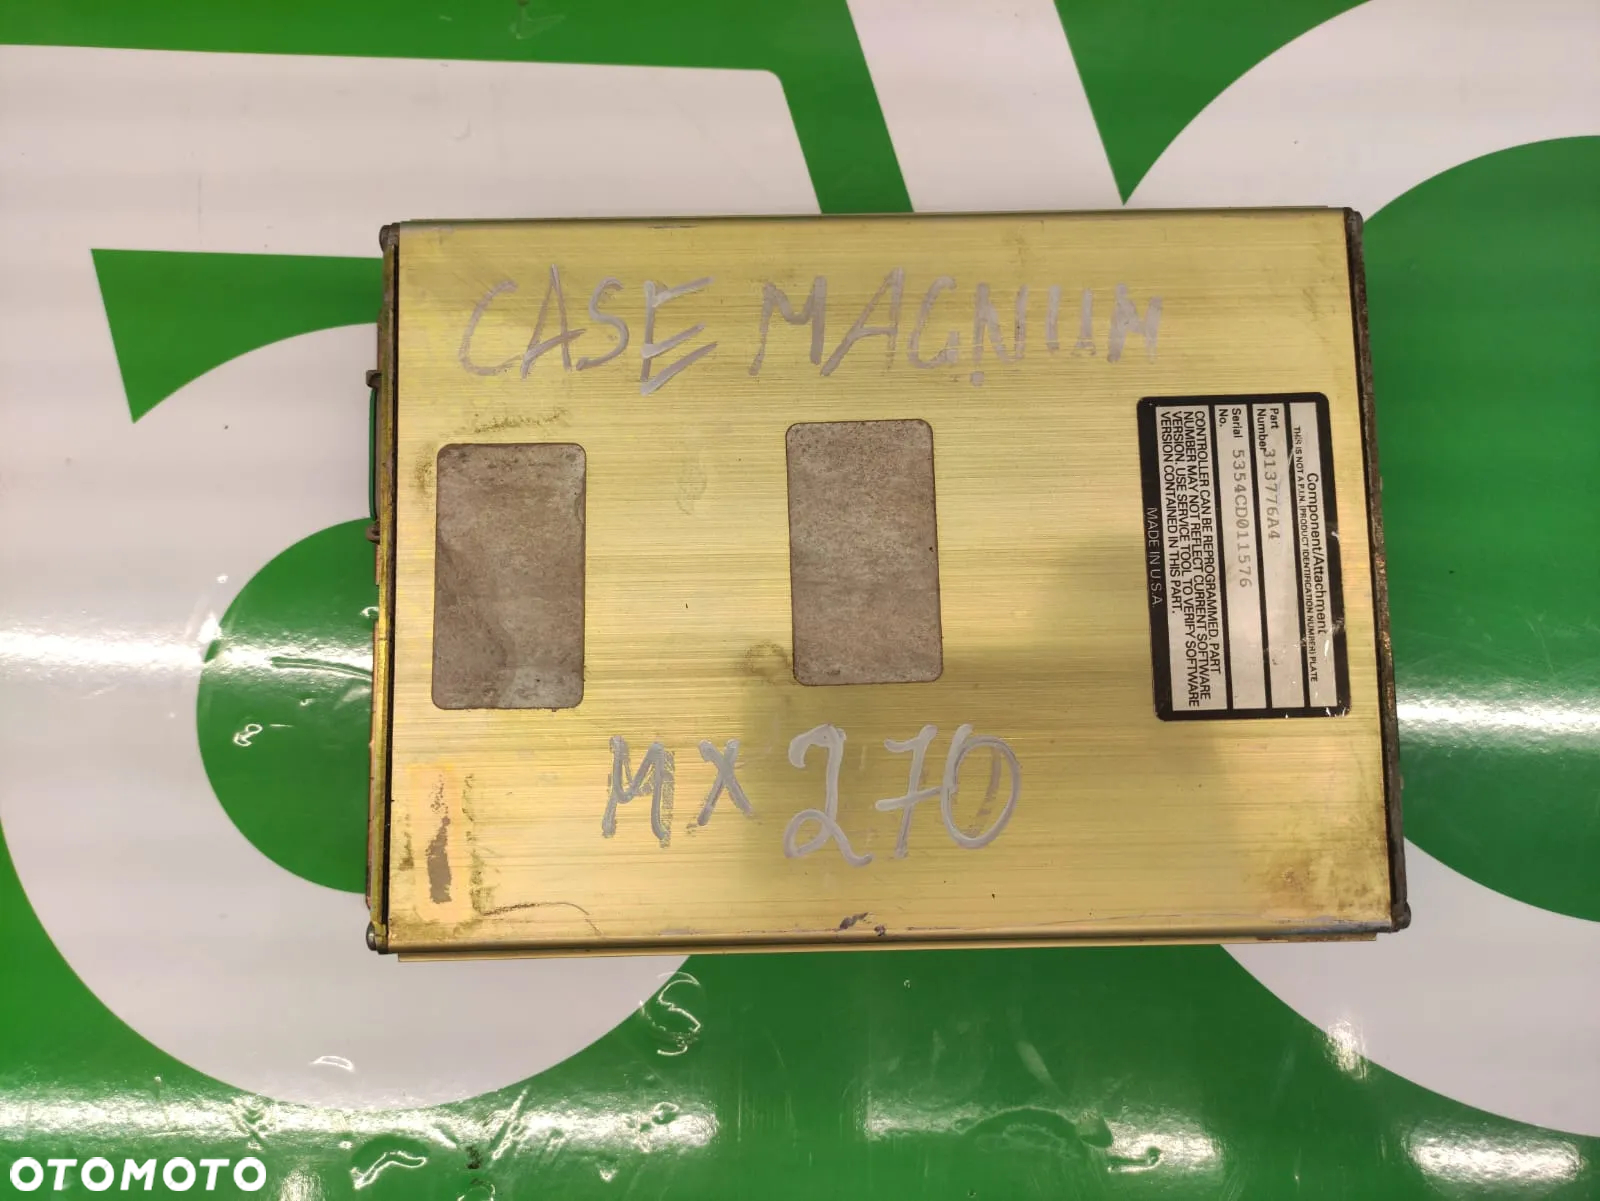 CASE MAGNUM
Component/Attachment
THIS IS NOT A P.I.N. (PRODUCT IDENTIFICATION NUMBER) PLATE
Part Number 313776A4
Serial No. 5354CD011576
CONTROLLER CAN BE REPROGRAMMED, PART
NUMBER MAY NOT REFLECT CURRENT SOFTWARE
VERSION. USE SERVICE TOOL TO VERIFY SOFTWARE
VERSION CONTAINED IN THIS PART.
MADE IN U.S.A.
MX 270
OTOMOTO